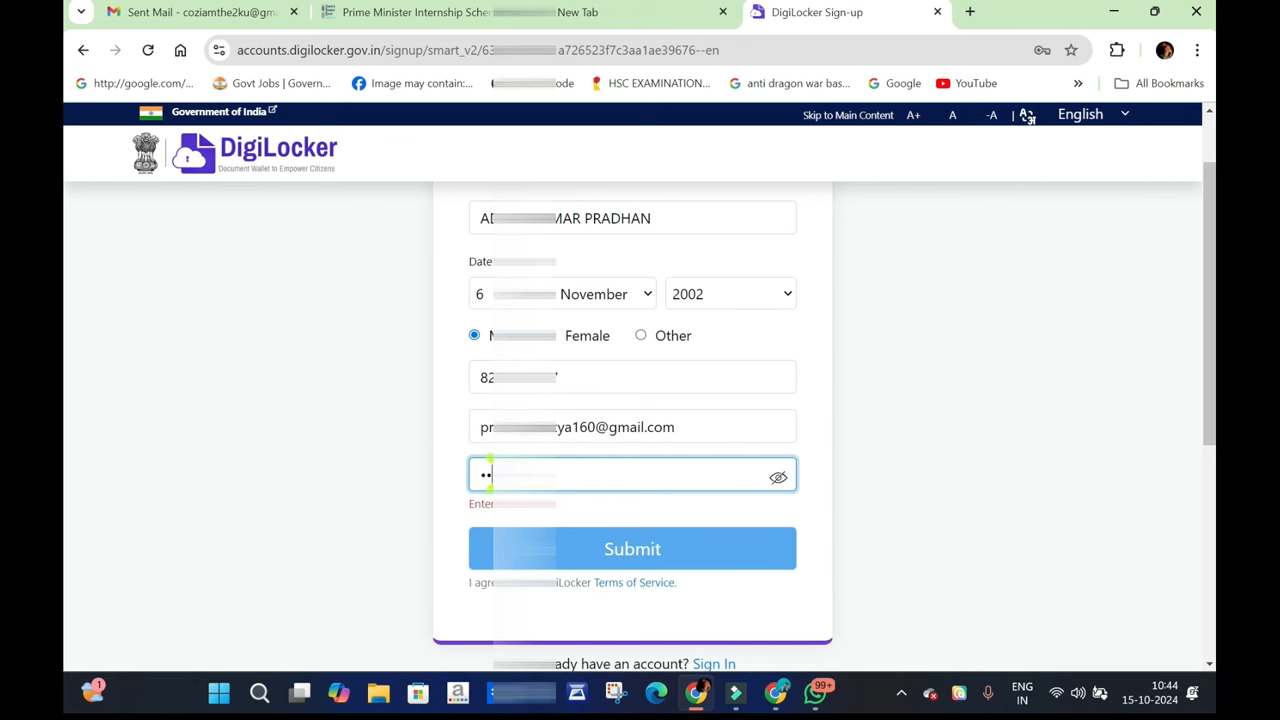 Sent Mail - coziamthe2ku@gm
Prime Minister Internship Scher
New Tab
DigiLocker Sign-up
accounts.digilocker.gov.in/signup/smart_v2/63 a726523f7c3aa1ae39676--en
http://google.com/...
Govt Jobs | Govern...
Image may contain:...
HSC EXAMINATION...
anti dragon war bas...
Google
YouTube
»
All Bookmarks
Government of India
Skip to Main Content
A+
A
-A
English
DigiLocker
Document Wallet to Empower Citizens
PRADHAN
Date
6
November
2002
Female
Other
82
ya160@gmail.com
••
Enter
Submit
I agre iLocker Terms of Service.
ady have an account? Sign In
1
99+
ENG
IN
10:44
15-10-2024